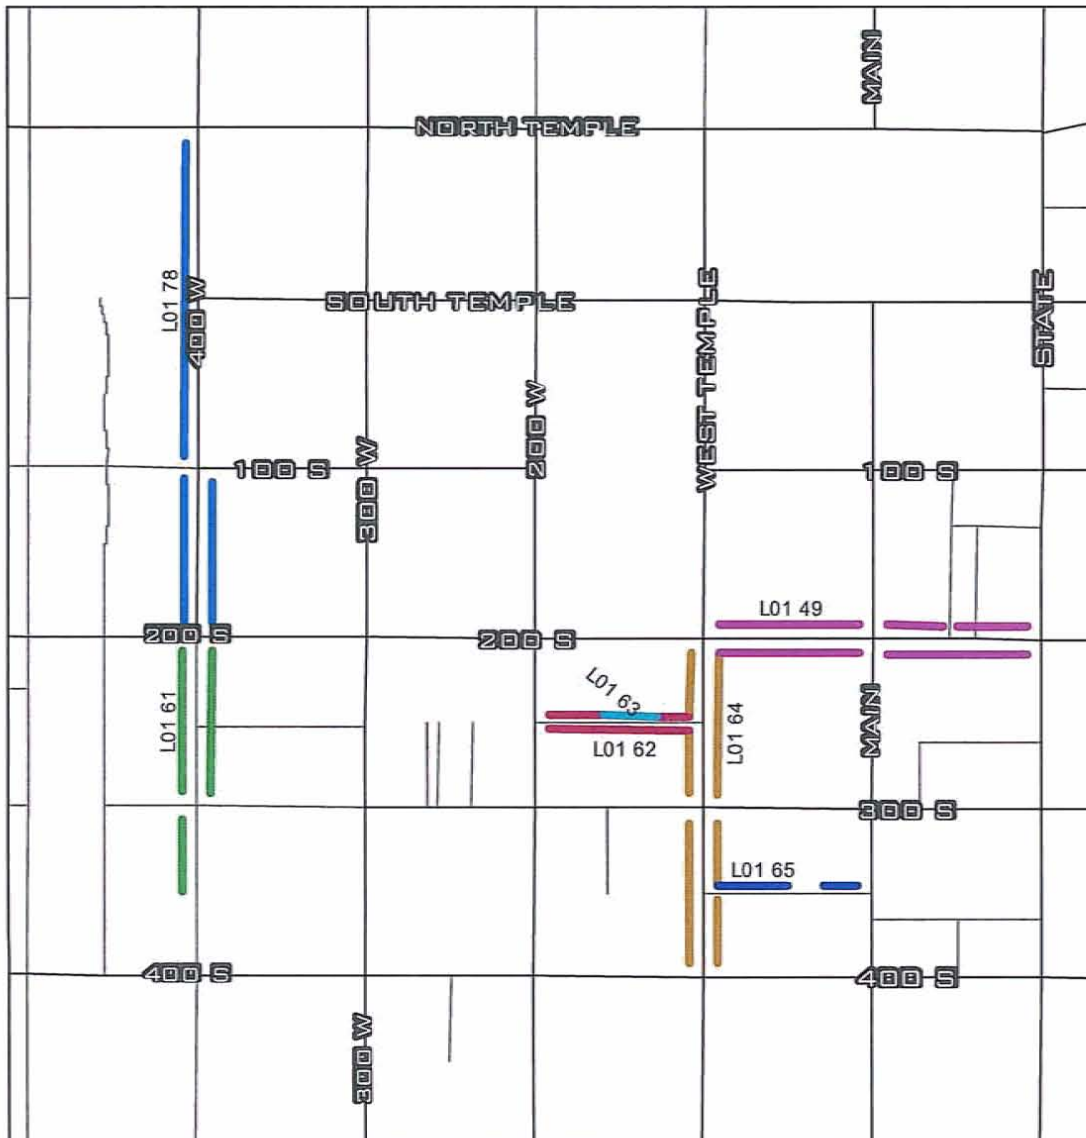 MAIN
NORTH TEMPLE
L01 78
400 W
SOUTH TEMPLE
WEST TEMPLE
STATE
200 W
300 W
100 S
100 S
L01 49
200 S
200 S
L01 63
L01 61
L01 62
L01 64
MAIN
300 S
L01 65
400 S
400 S
300 W